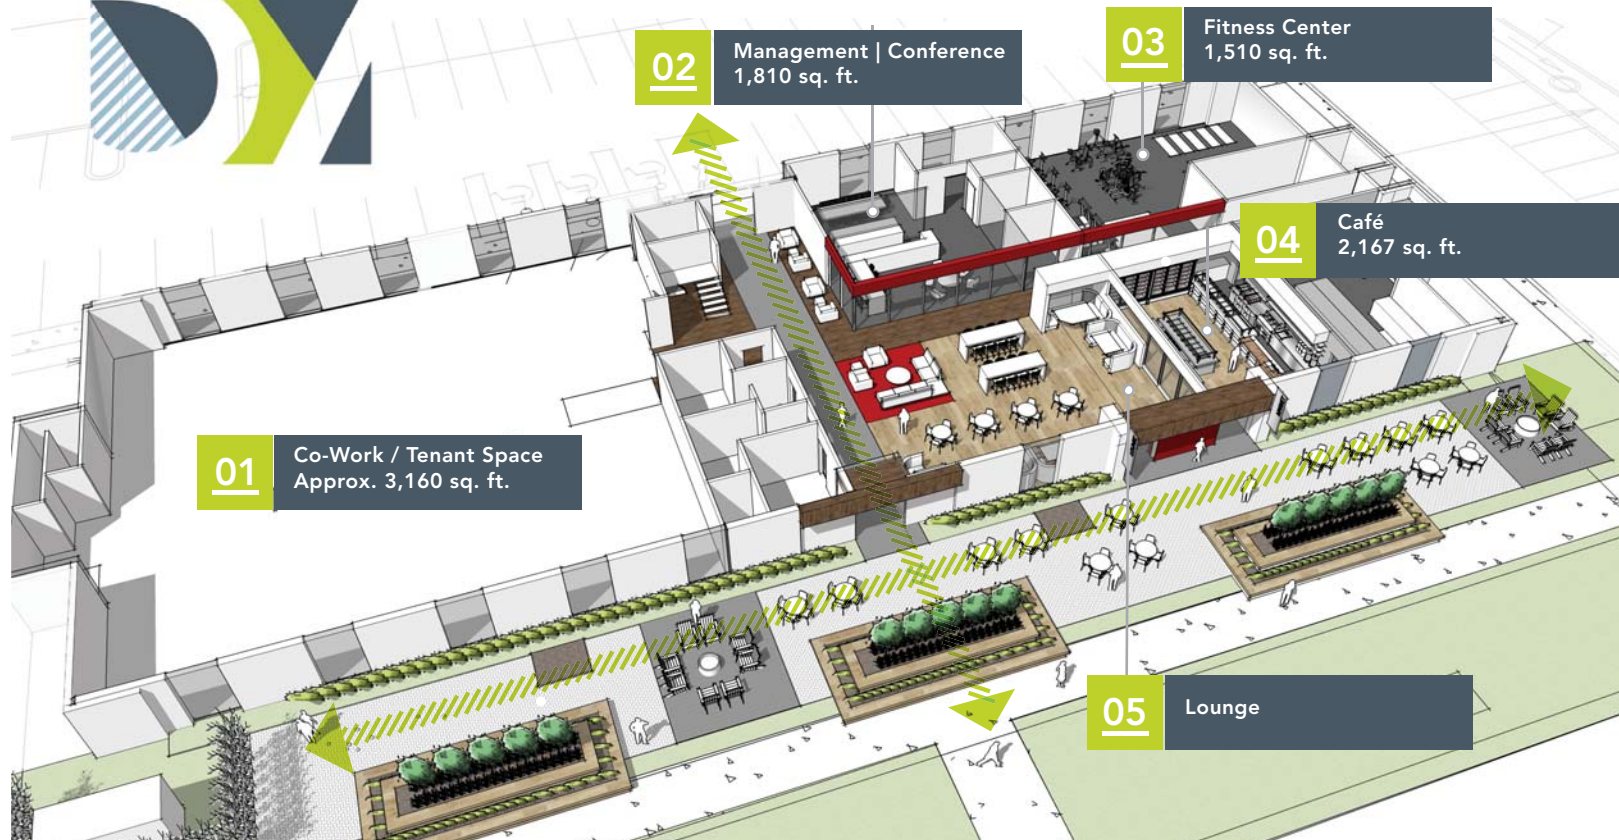 01
Co-Work / Tenant Space
Approx. 3,160 sq. ft.
02
Management | Conference
1,810 sq. ft.
03
Fitness Center
1,510 sq. ft.
04
Café
2,167 sq. ft.
05
Lounge